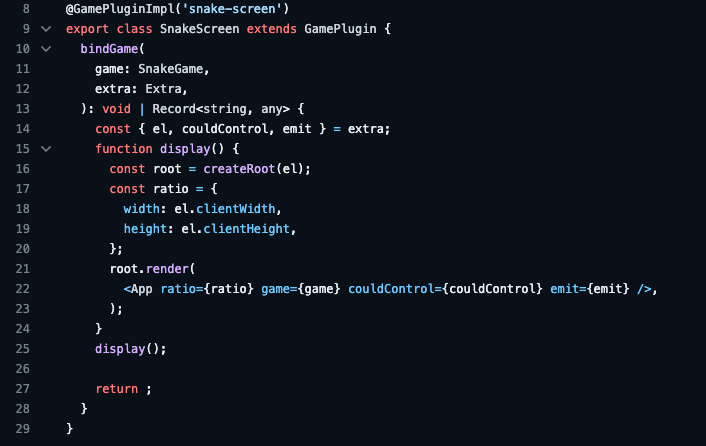 8 @GamePluginImpl('snake-screen')
9 export class SnakeScreen extends GamePlugin {
10   bindGame(
11     game: SnakeGame,
12     extra: Extra,
13   ): void | Record<string, any> {
14     const { el, couldControl, emit } = extra;
15     function display() {
16       const root = createRoot(el);
17       const ratio = {
18         width: el.clientWidth,
19         height: el.clientHeight,
20       };
21       root.render(
22         <App ratio={ratio} game={game} couldControl={couldControl} emit={emit} />,
23       );
24     }
25     display();
26
27     return ;
28   }
29 }